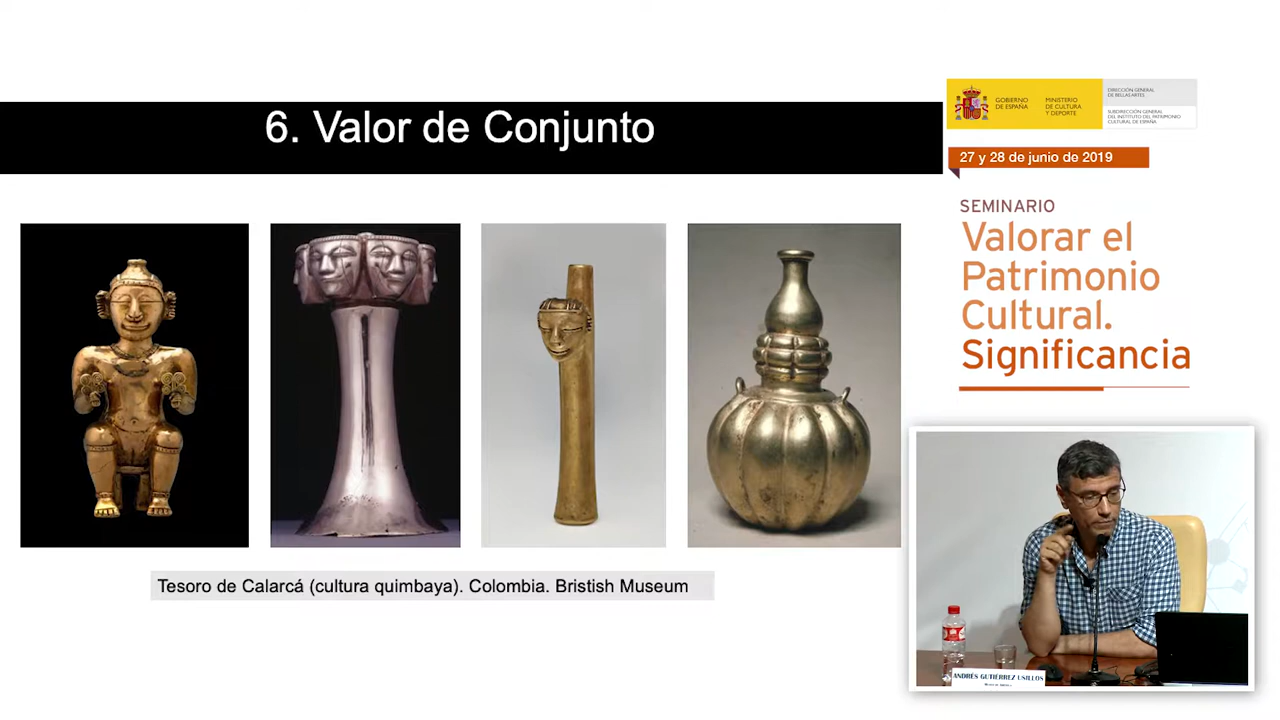 6. Valor de Conjunto
GOBIERNO
DE ESPAÑA
MINISTERIO
DE CULTURA
Y DEPORTE
DIRECCIÓN GENERAL
DE BELLAS ARTES
SUBDIRECCIÓN GENERAL
DEL INSTITUTO DEL PATRIMONIO
CULTURAL DE ESPAÑA
27 y 28 de junio de 2019
SEMINARIO
Valorar el
Patrimonio
Cultural.
Significancia
Tesoro de Calarcá (cultura quimbaya). Colombia. Bristish Museum
ANDRÉS GUTIÉRREZ USILLOS